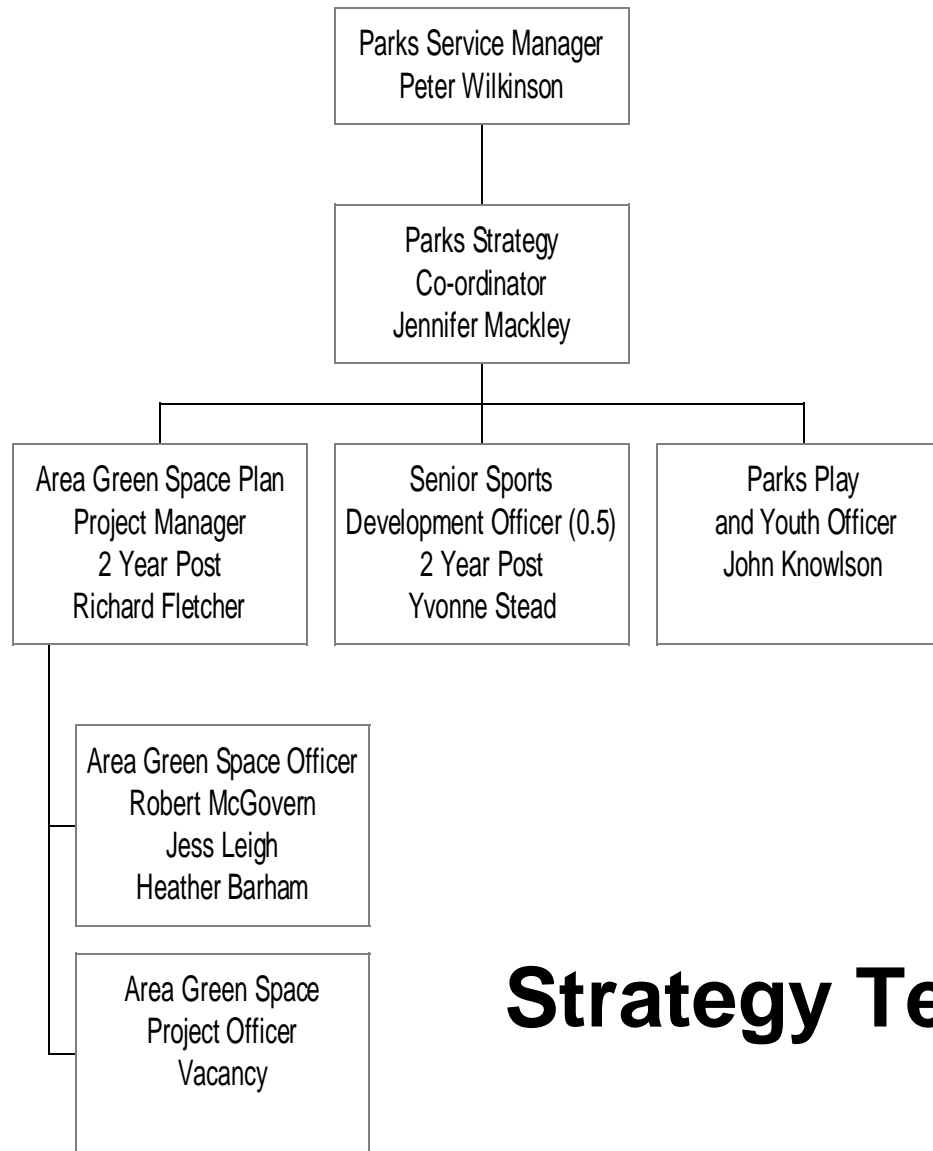 Parks Service Manager
Peter Wilkinson
Parks Strategy
Co-ordinator
Jennifer Mackley
Area Green Space Plan
Project Manager
2 Year Post
Richard Fletcher
Senior Sports
Development Officer (0.5)
2 Year Post
Yvonne Stead
Parks Play
and Youth Officer
John Knowlson
Area Green Space Officer
Robert McGovern
Jess Leigh
Heather Barham
Area Green Space
Project Officer
Vacancy
Strategy